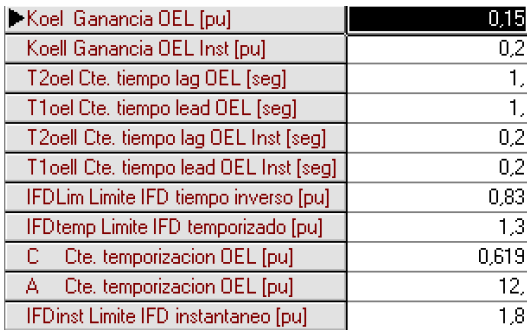 Koel Ganancia OEL [pu] 0,15
Koell Ganancia OEL Inst [pu] 0,2
T2oel Cte. tiempo lag OEL [seg] 1,
T1oel Cte. tiempo lead OEL [seg] 1,
T2oell Cte. tiempo lag OEL Inst [seg] 0,2
T1oell Cte. tiempo lead OEL Inst [seg] 0,2
IFDLim Limite IFD tiempo inverso [pu] 0,83
IFDtemp Limite IFD temporizado [pu] 1,3
C Cte. temporizacion OEL [pu] 0,619
A Cte. temporizacion OEL [pu] 12,
IFDinst Limite IFD instantaneo [pu] 1,8